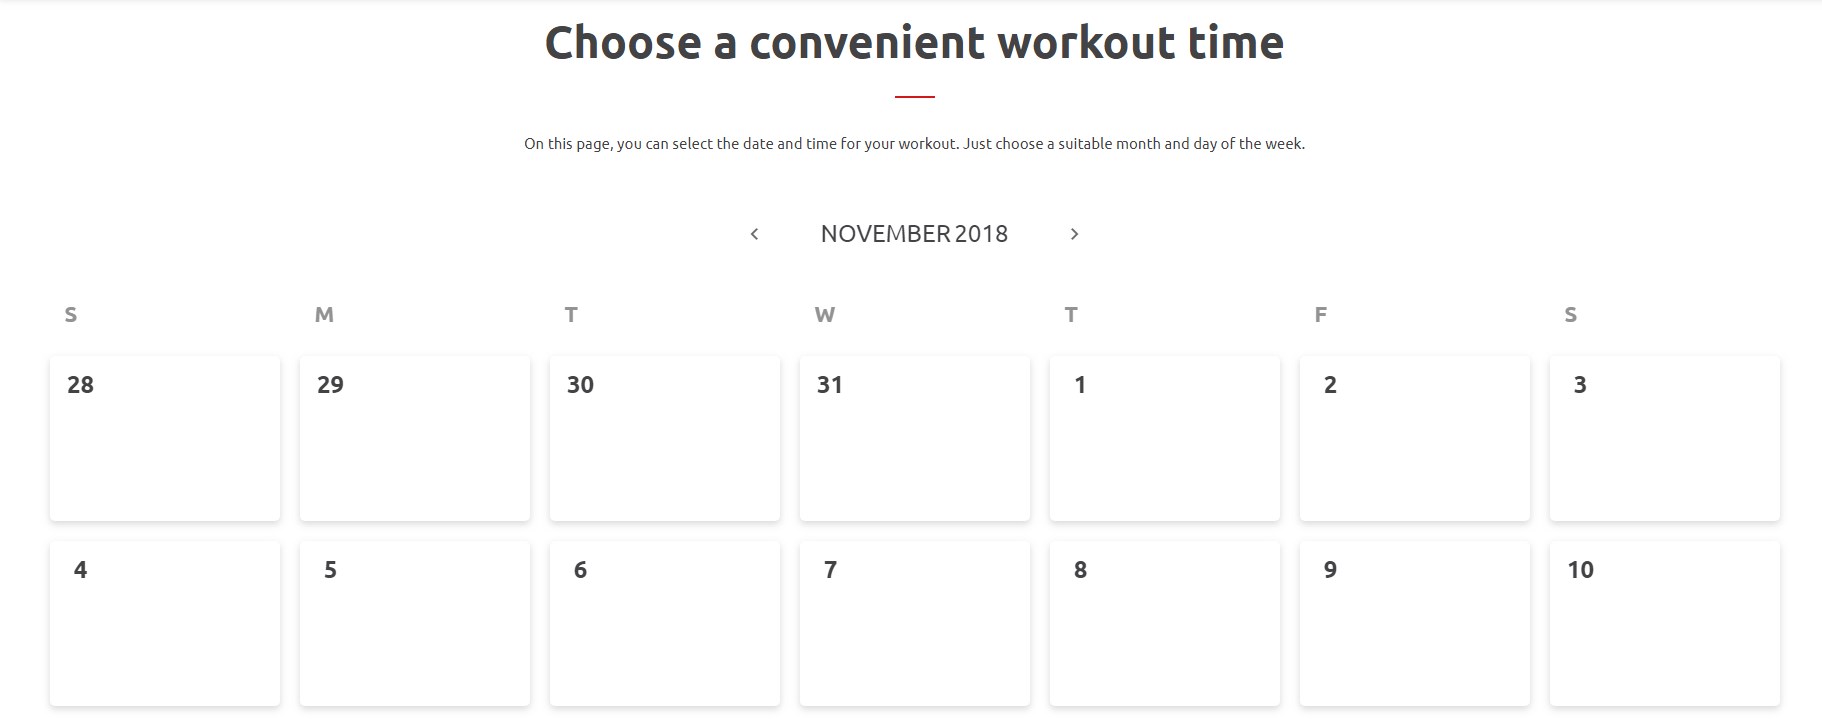 Choose a convenient workout time
On this page, you can select the date and time for your workout. Just choose a suitable month and day of the week.
NOVEMBER 2018
S M T W T F S
28 29 30 31 1 2 3
4 5 6 7 8 9 10